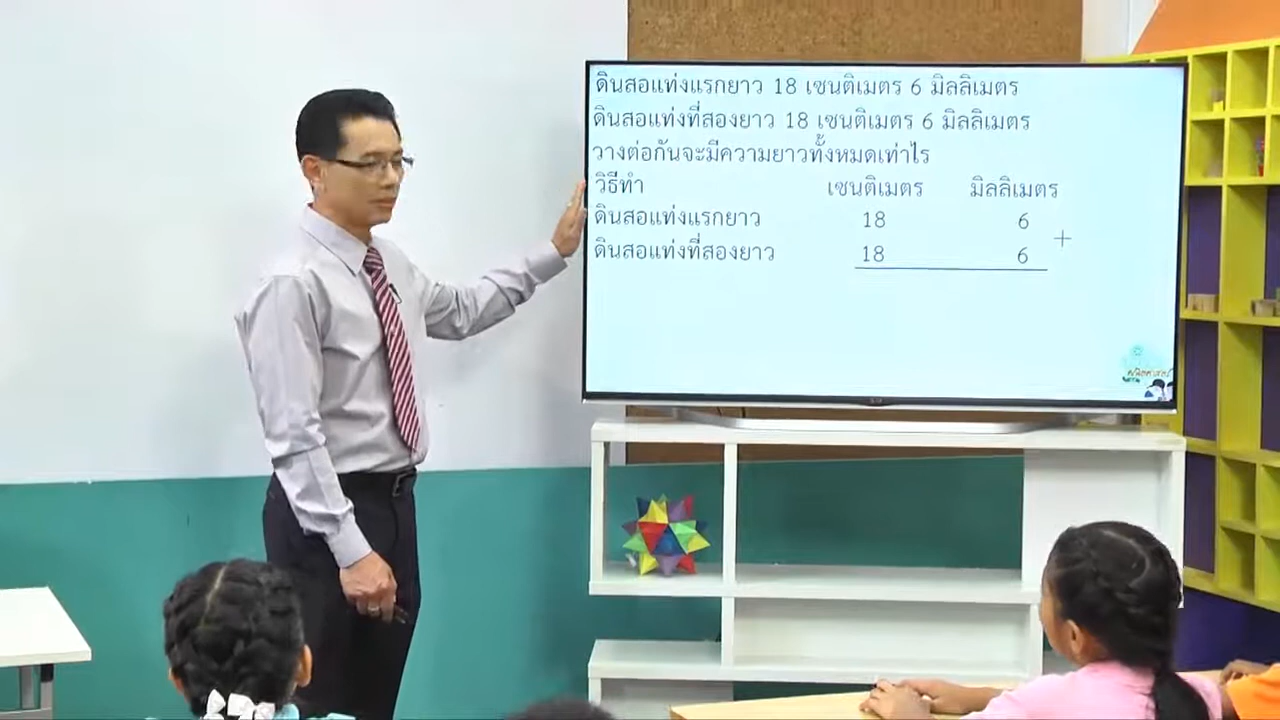 ดินสอแท่งแรกยาว 18 เซนติเมตร 6 มิลลิเมตร
ดินสอแท่งที่สองยาว 18 เซนติเมตร 6 มิลลิเมตร
วางต่อกันจะมีความยาวทั้งหมดเท่าไร
วิธีทำ เซนติเมตร มิลลิเมตร
ดินสอแท่งแรกยาว 18 6
+
ดินสอแท่งที่สองยาว 18 6